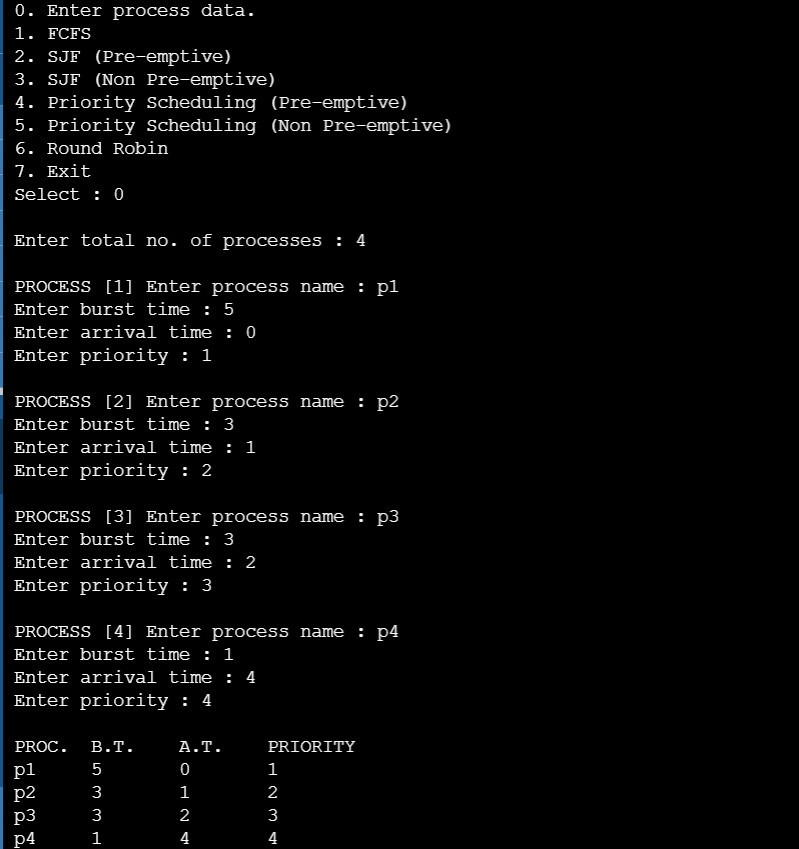 0. Enter process data.
1. FCFS
2. SJF (Pre-emptive)
3. SJF (Non Pre-emptive)
4. Priority Scheduling (Pre-emptive)
5. Priority Scheduling (Non Pre-emptive)
6. Round Robin
7. Exit
Select : 0
Enter total no. of processes : 4
PROCESS [1] Enter process name : p1
Enter burst time : 5
Enter arrival time : 0
Enter priority : 1
PROCESS [2] Enter process name : p2
Enter burst time : 3
Enter arrival time : 1
Enter priority : 2
PROCESS [3] Enter process name : p3
Enter burst time : 3
Enter arrival time : 2
Enter priority : 3
PROCESS [4] Enter process name : p4
Enter burst time : 1
Enter arrival time : 4
Enter priority : 4
PROC. B.T. A.T. PRIORITY
p1 5 0 1
p2 3 1 2
p3 3 2 3
p4 1 4 4